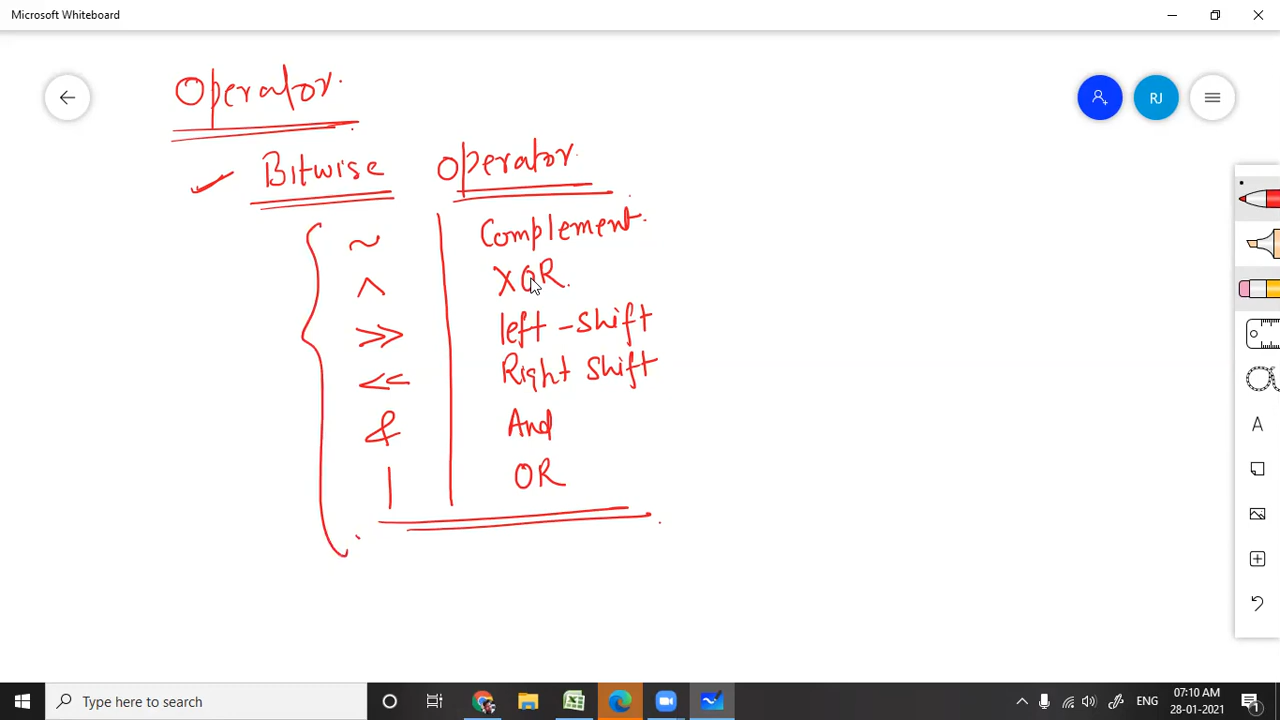 Microsoft Whiteboard
Operator.
RJ
Bitwise Operator
~ Complement.
^ XOR.
>> left-shift
<< Right Shift
& And
| OR
A
Type here to search
ENG
07:10 AM
28-01-2021
1